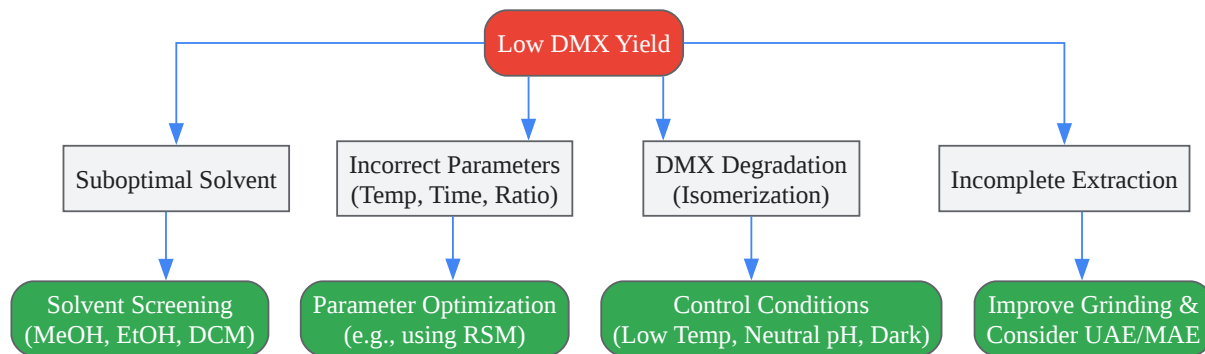 Low DMX Yield
Suboptimal Solvent
Incorrect Parameters
(Temp, Time, Ratio)
DMX Degradation
(Isomerization)
Incomplete Extraction
Solvent Screening
(MeOH, EtOH, DCM)
Parameter Optimization
(e.g., using RSM)
Control Conditions
(Low Temp, Neutral pH, Dark)
Improve Grinding &
Consider UAE/MAE